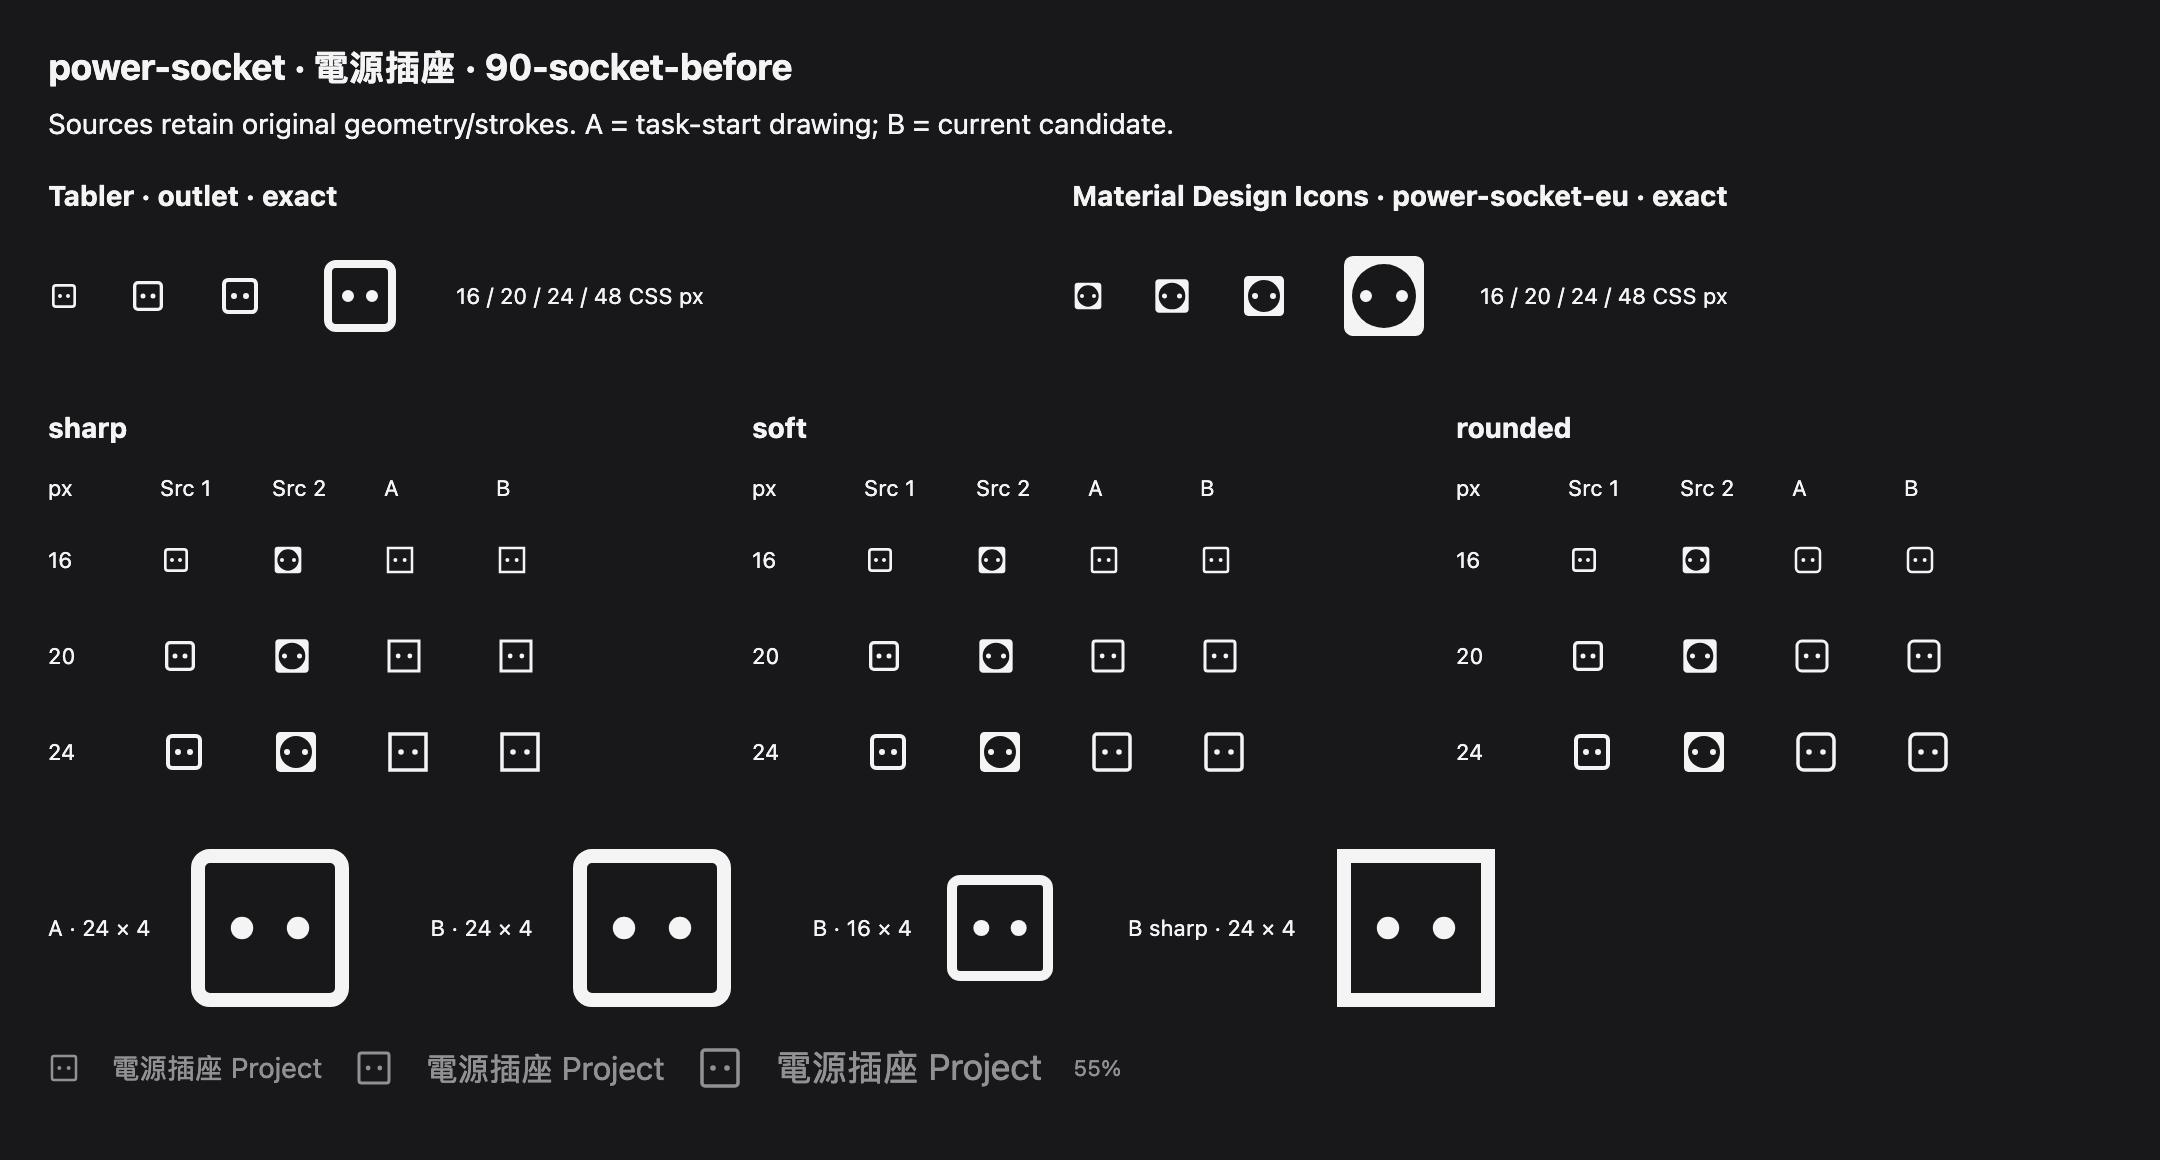 power-socket · 電源插座 · 90-socket-before
Sources retain original geometry/strokes. A = task-start drawing; B = current candidate.
Tabler · outlet · exact
16 / 20 / 24 / 48 CSS px
Material Design Icons · power-socket-eu · exact
16 / 20 / 24 / 48 CSS px
sharp
px Src 1 Src 2 A B
16
20
24
soft
px Src 1 Src 2 A B
16
20
24
rounded
px Src 1 Src 2 A B
16
20
24
A · 24 × 4
B · 24 × 4
B · 16 × 4
B sharp · 24 × 4
電源插座 Project 電源插座 Project 電源插座 Project 55%